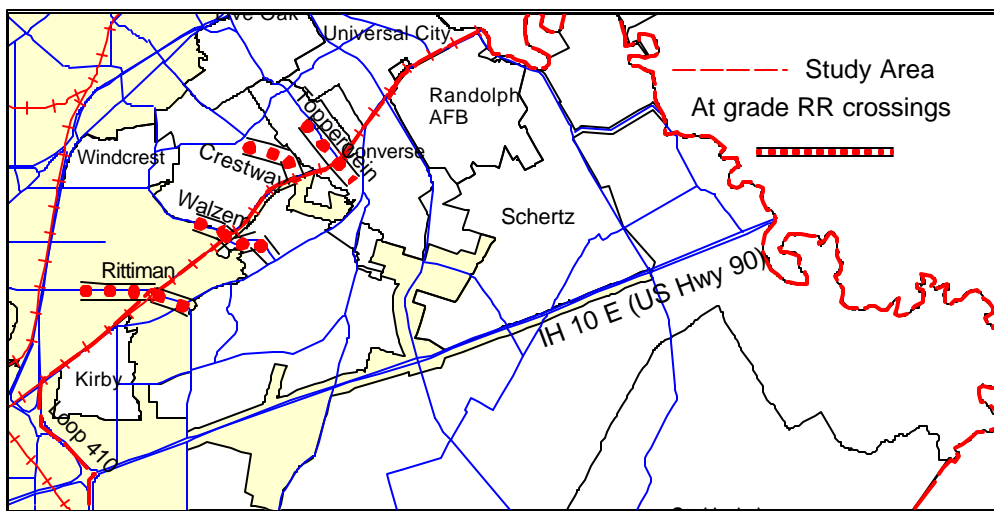 Universal City
Study Area
Randolph
AFB
At grade RR crossings
Topperwein
Converse
Windcrest
Crestway
Walzem
Schertz
Rittiman
IH 10 E (US Hwy 90)
Kirby
Loop 410